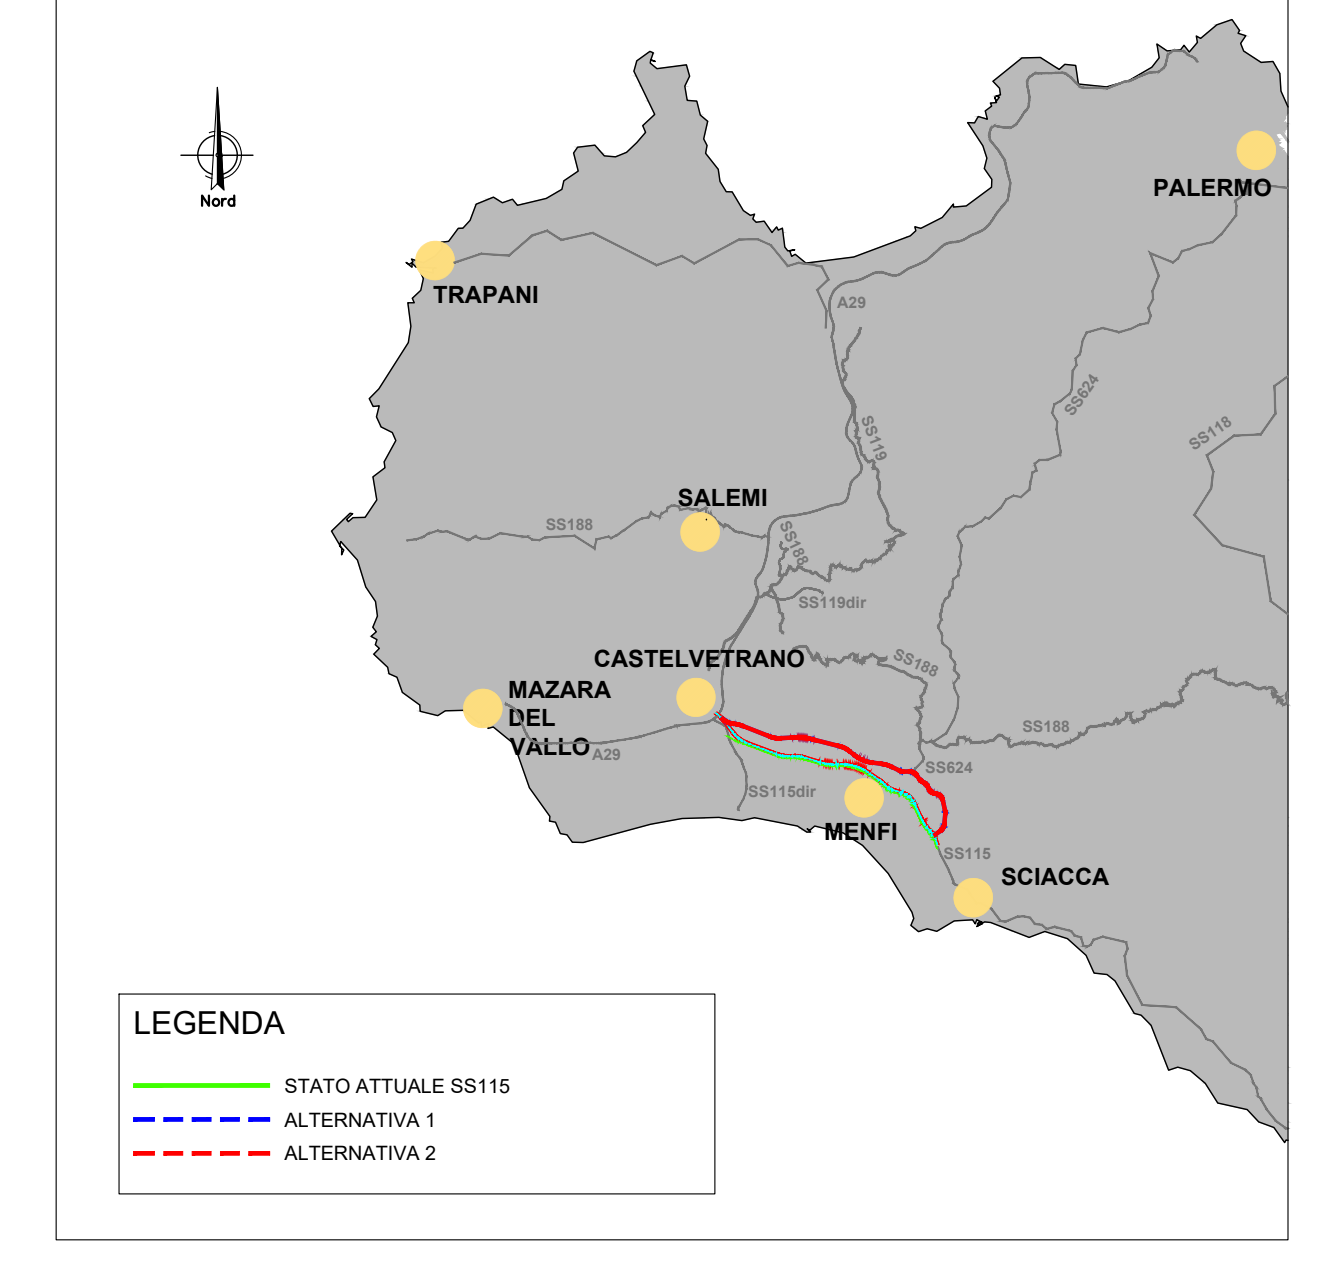 Nord
PALERMO
TRAPANI
A29
SS624
SS119
SS118
SALEMI
SS188
SS188
SS119dir
CASTELVETRANO
SS188
MAZARA
DEL
VALLO
A29
SS188
SS624
SS115dir
MENFI
SS115
SCIACCA
LEGENDA
STATO ATTUALE SS115
ALTERNATIVA 1
ALTERNATIVA 2